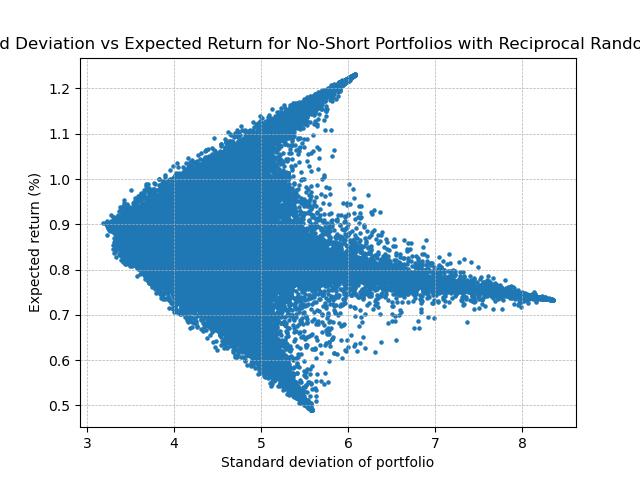 d Deviation vs Expected Return for No-Short Portfolios with Reciprocal Rando
1.2
1.1
1.0
0.9
0.8
0.7
0.6
0.5
Expected return (%)
3 4 5 6 7 8
Standard deviation of portfolio